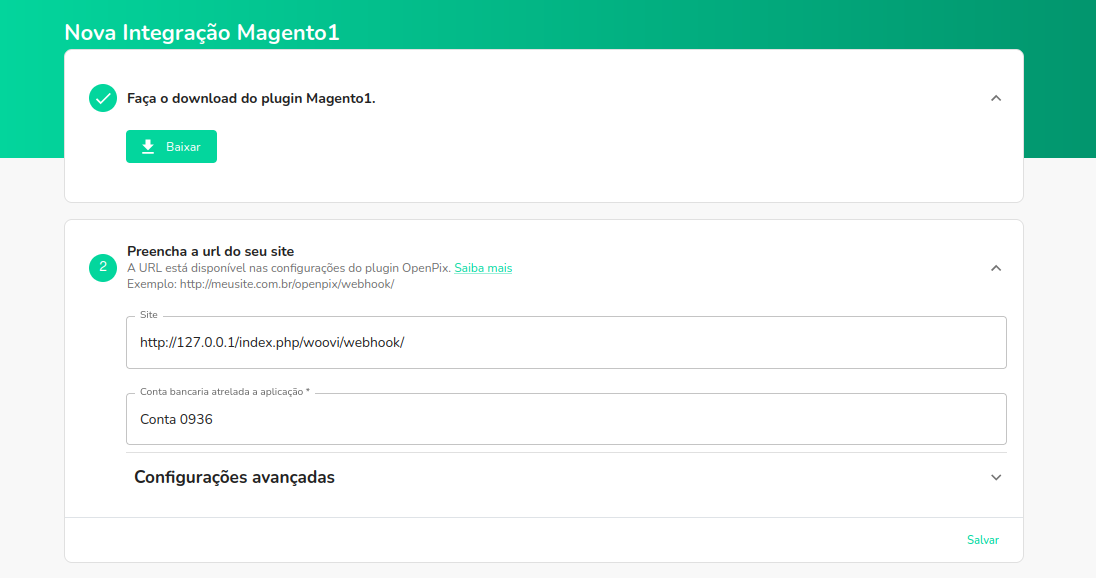 Nova Integração Magento1
Faça o download do plugin Magento1.
Baixar
2
Preencha a url do seu site
A URL está disponível nas configurações do plugin OpenPix. Saiba mais
Exemplo: http://meusite.com.br/openpix/webhook/
Site
http://127.0.0.1/index.php/woovi/webhook/
Conta bancaria atrelada a aplicação *
Conta 0936
Configurações avançadas
Salvar